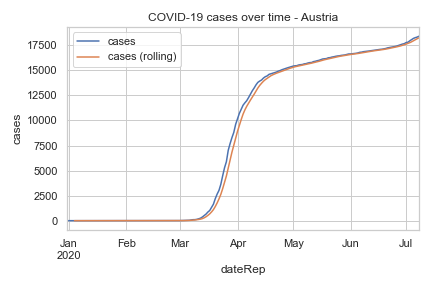 COVID-19 cases over time - Austria
cases
cases (rolling)
17500
15000
12500
10000
7500
5000
2500
0
cases
Jan Feb Mar Apr May Jun Jul
2020
dateRep